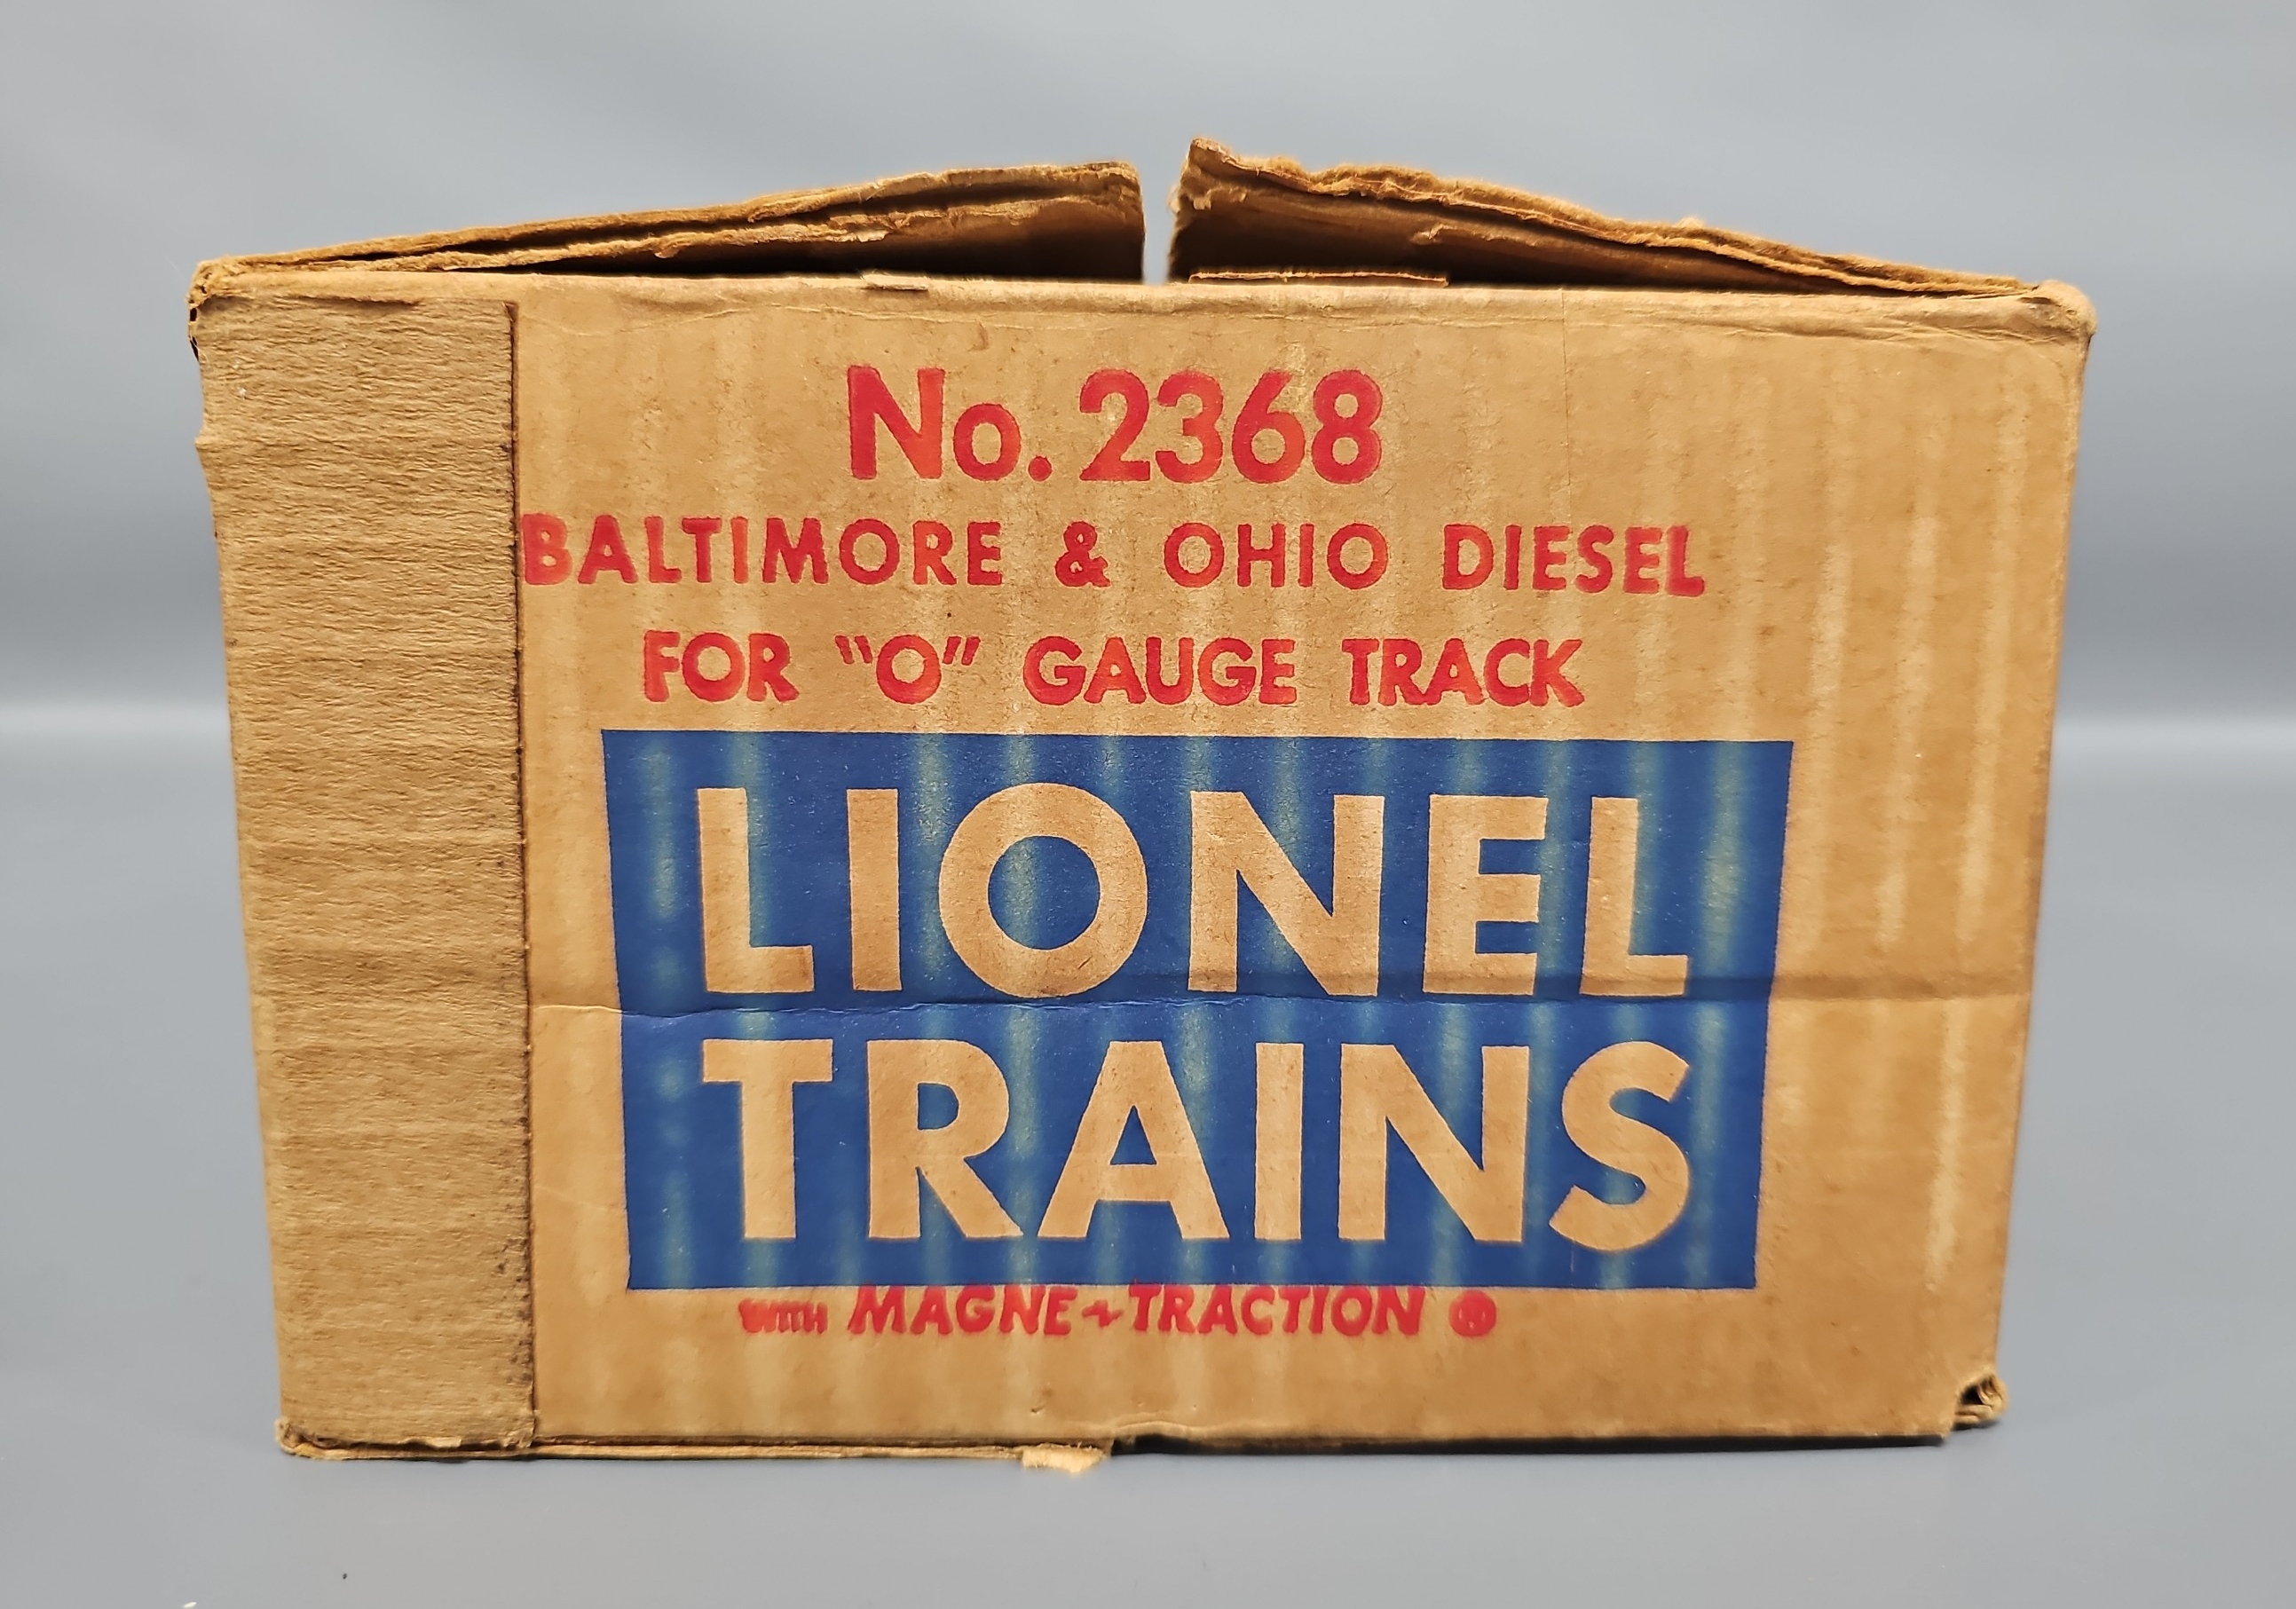 No. 2368
BALTIMORE & OHIO DIESEL
FOR "O" GAUGE TRACK
LIONEL
TRAINS
WITH MAGNE-TRACTION ®